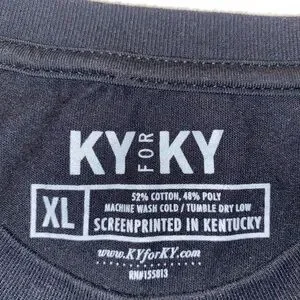 KY FOR KY
XL
52% COTTON, 48% POLY
MACHINE WASH COLD / TUMBLE DRY LOW
SCREENPRINTED IN KENTUCKY
www.KYforKY.com
RN#155813